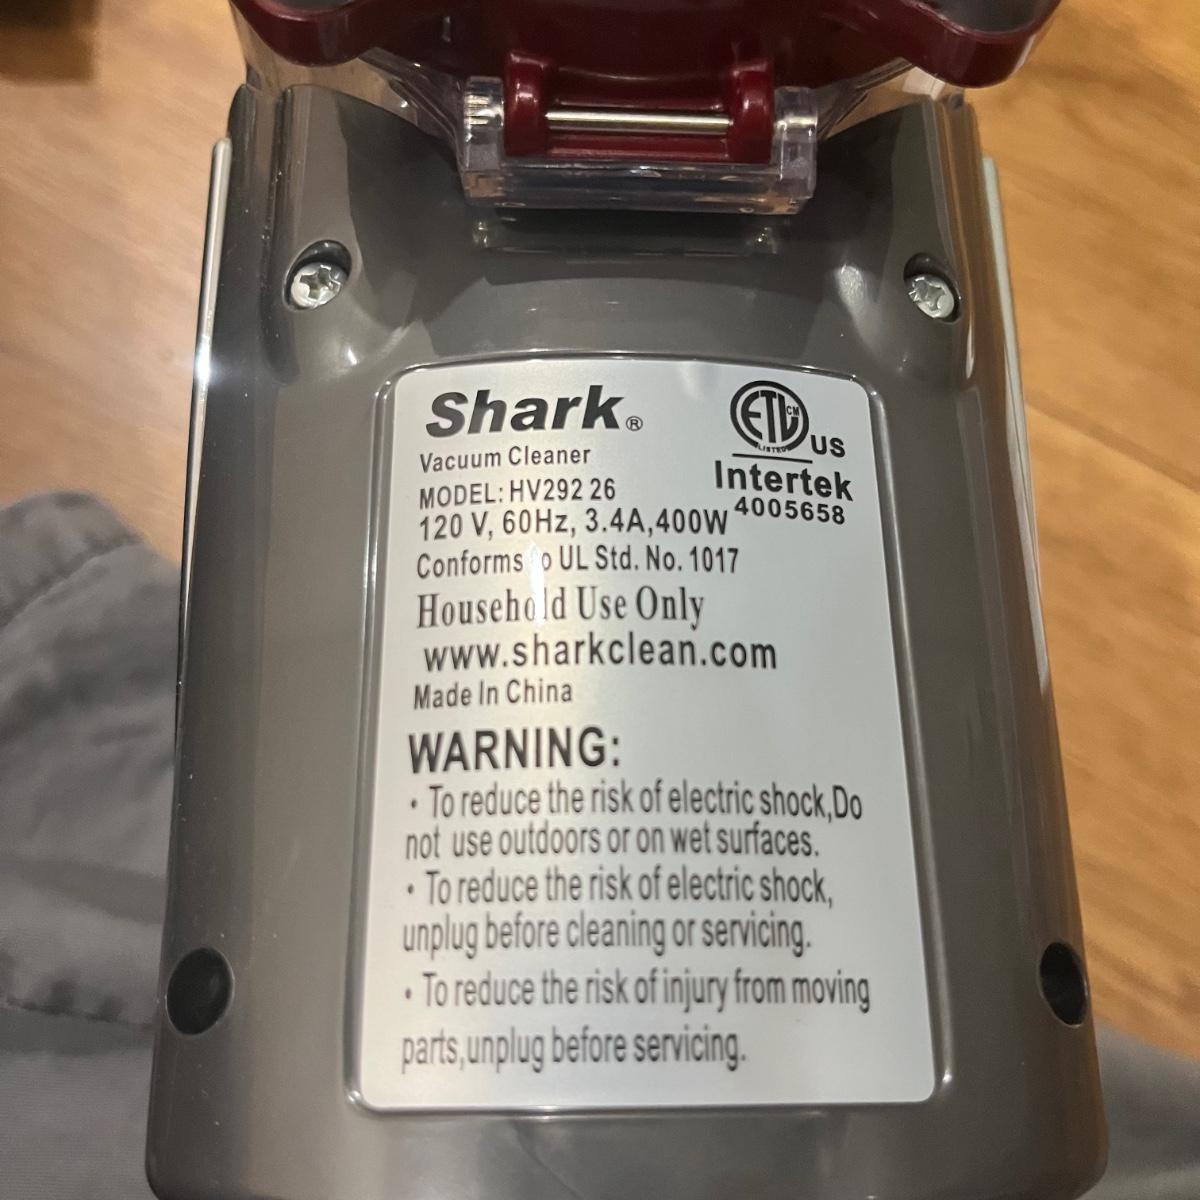 Shark®
Vacuum Cleaner
MODEL: HV292 26
120 V, 60Hz, 3.4A,400W
ETL CM
LISTED
US
Intertek
4005658
Conforms to UL Std. No. 1017
Household Use Only
www.sharkclean.com
Made In China
WARNING:
· To reduce the risk of electric shock,Do
not use outdoors or on wet surfaces.
· To reduce the risk of electric shock,
unplug before cleaning or servicing.
· To reduce the risk of injury from moving
parts,unplug before servicing.